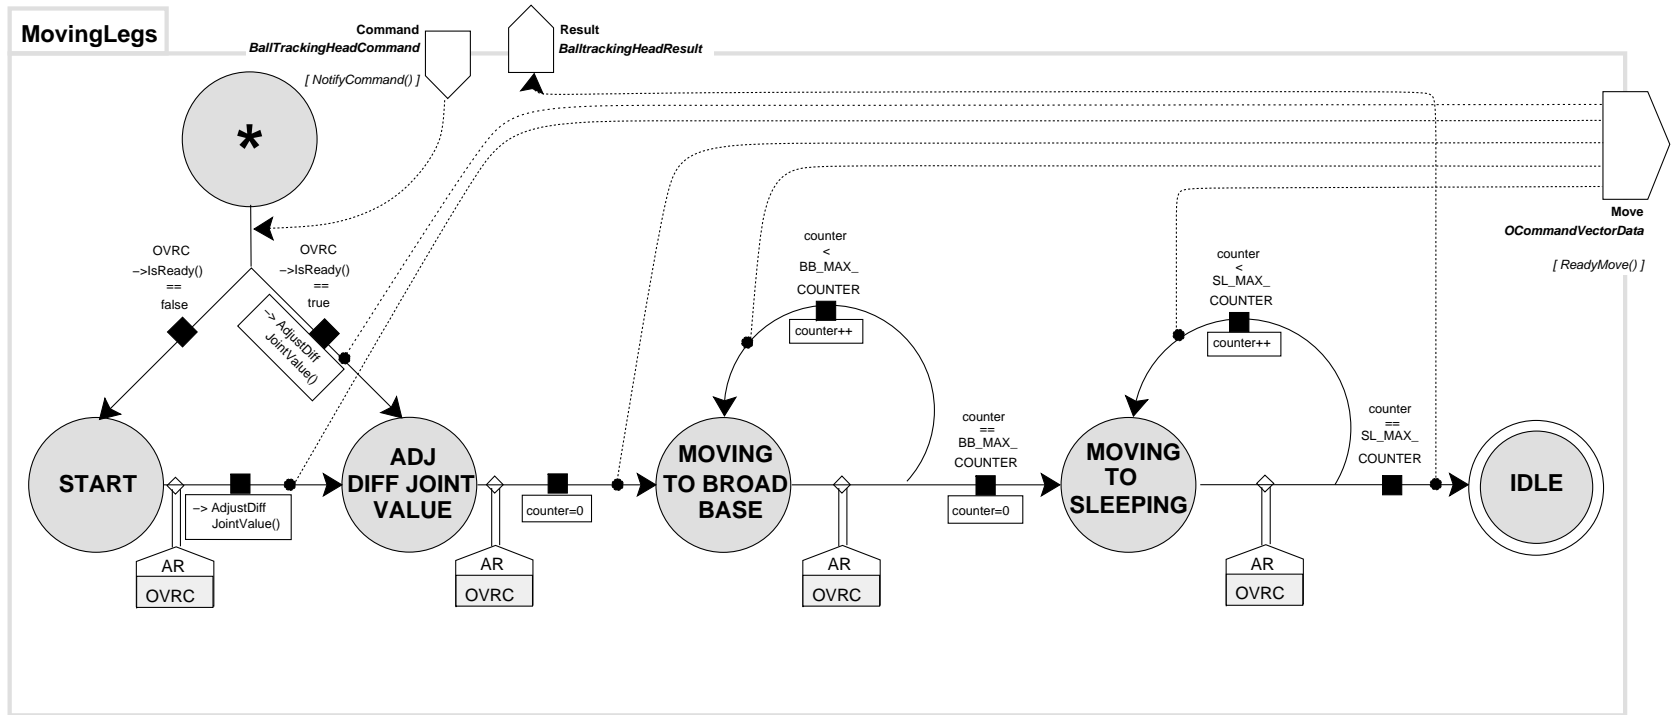 MovingLegs
Command
BallTrackingHeadCommand
[ NotifyCommand() ]
Result
BalltrackingHeadResult
Move
OCommandVectorData
[ ReadyMove() ]
*
OVRC
−>IsReady()
==
false
OVRC
−>IsReady()
==
true
−> AdjustDiff
JointValue()
counter
<
BB_MAX_
COUNTER
counter++
counter
<
SL_MAX_
COUNTER
counter++
START
−> AdjustDiff
JointValue()
AR
OVRC
ADJ
DIFF JOINT
VALUE
counter=0
AR
OVRC
MOVING
TO BROAD
BASE
AR
OVRC
counter
==
BB_MAX_
COUNTER
counter=0
MOVING
TO
SLEEPING
AR
OVRC
counter
==
SL_MAX_
COUNTER
IDLE